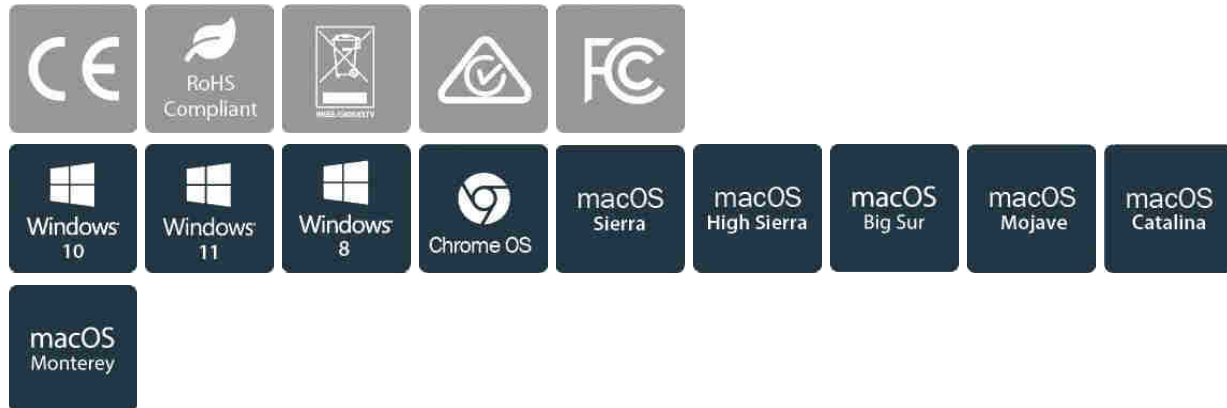 CE
RoHS
Compliant
FC
Windows
10
Windows
11
Windows
8
Chrome OS
macOS
Sierra
macOS
High Sierra
macOS
Big Sur
macOS
Mojave
macOS
Catalina
macOS
Monterey